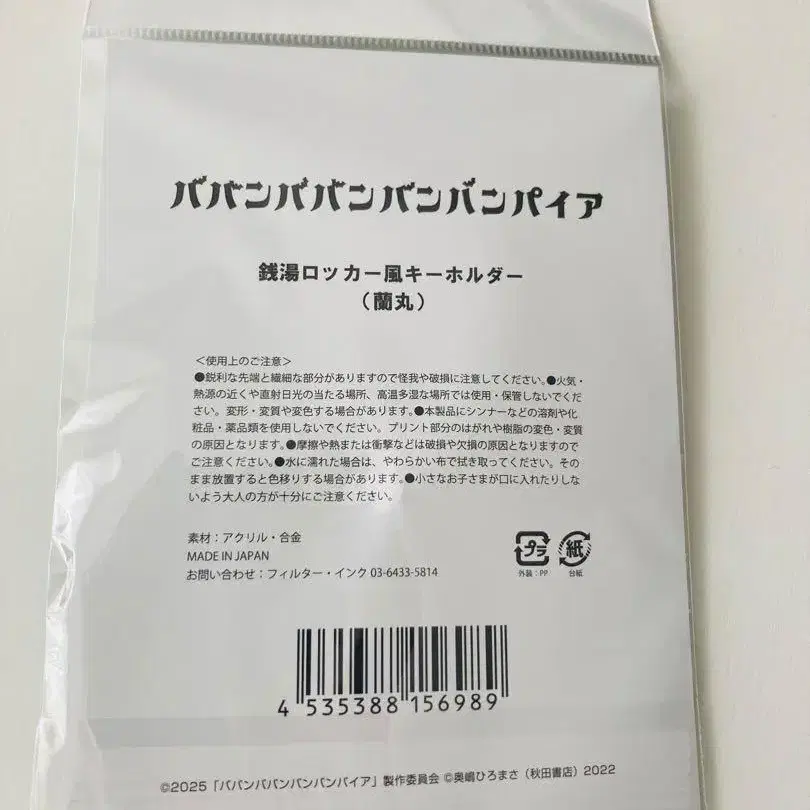 ババンババンバンバンパイア
銭湯ロッカー風キーホルダー
（蘭丸）
＜使用上のご注意＞
●鋭利な先端と繊細な部分がありますので怪我や破損に注意してください。●火気・
熱源の近くや直射日光の当たる場所、高温多湿な場所では使用・保管しないでくだ
さい。変形・変質や変色する場合があります。●本製品にシンナーなどの溶剤や化
粧品・薬品類を使用しないでください。プリント部分のはがれや樹脂の変色・変質
の原因となります。●摩擦や熱または衝撃などは破損や欠損の原因となりますので
ご注意ください。●水に濡れた場合は、やわらかい布で拭き取ってください。その
まま放置すると色移りする場合があります。●小さなお子さまが口に入れたりしな
いよう大人の方が十分にご注意ください。
素材：アクリル・合金
MADE IN JAPAN
お問い合わせ：フィルター・インク 03-6433-5814
プラ
外装：PP
紙
台紙
4 535388 156989
©2025「ババンババンバンバンパイア」製作委員会 ©奥嶋ひろまさ（秋田書店）2022